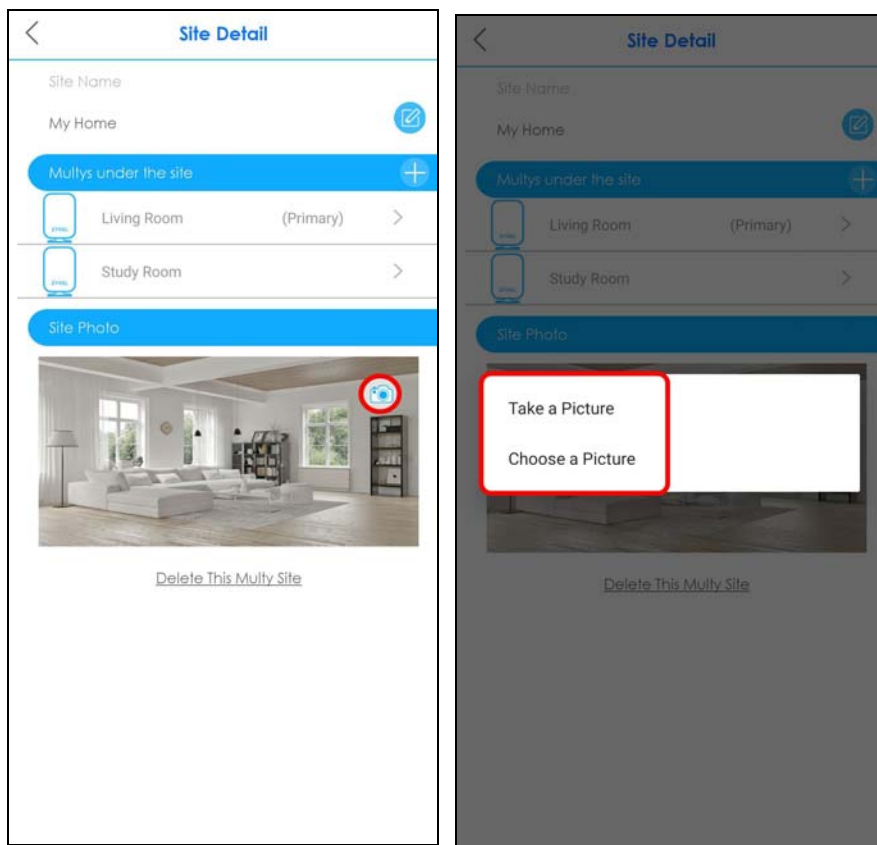 Site Detail
Site Name
My Home
Multys under the site
ZYXEL
Living Room (Primary)
ZYXEL
Study Room
Site Photo
Delete This Multy Site
Site Detail
Site Name
My Home
Multys under the site
Living Room (Primary)
Study Room
Site Photo
Take a Picture
Choose a Picture
Delete This Multy Site